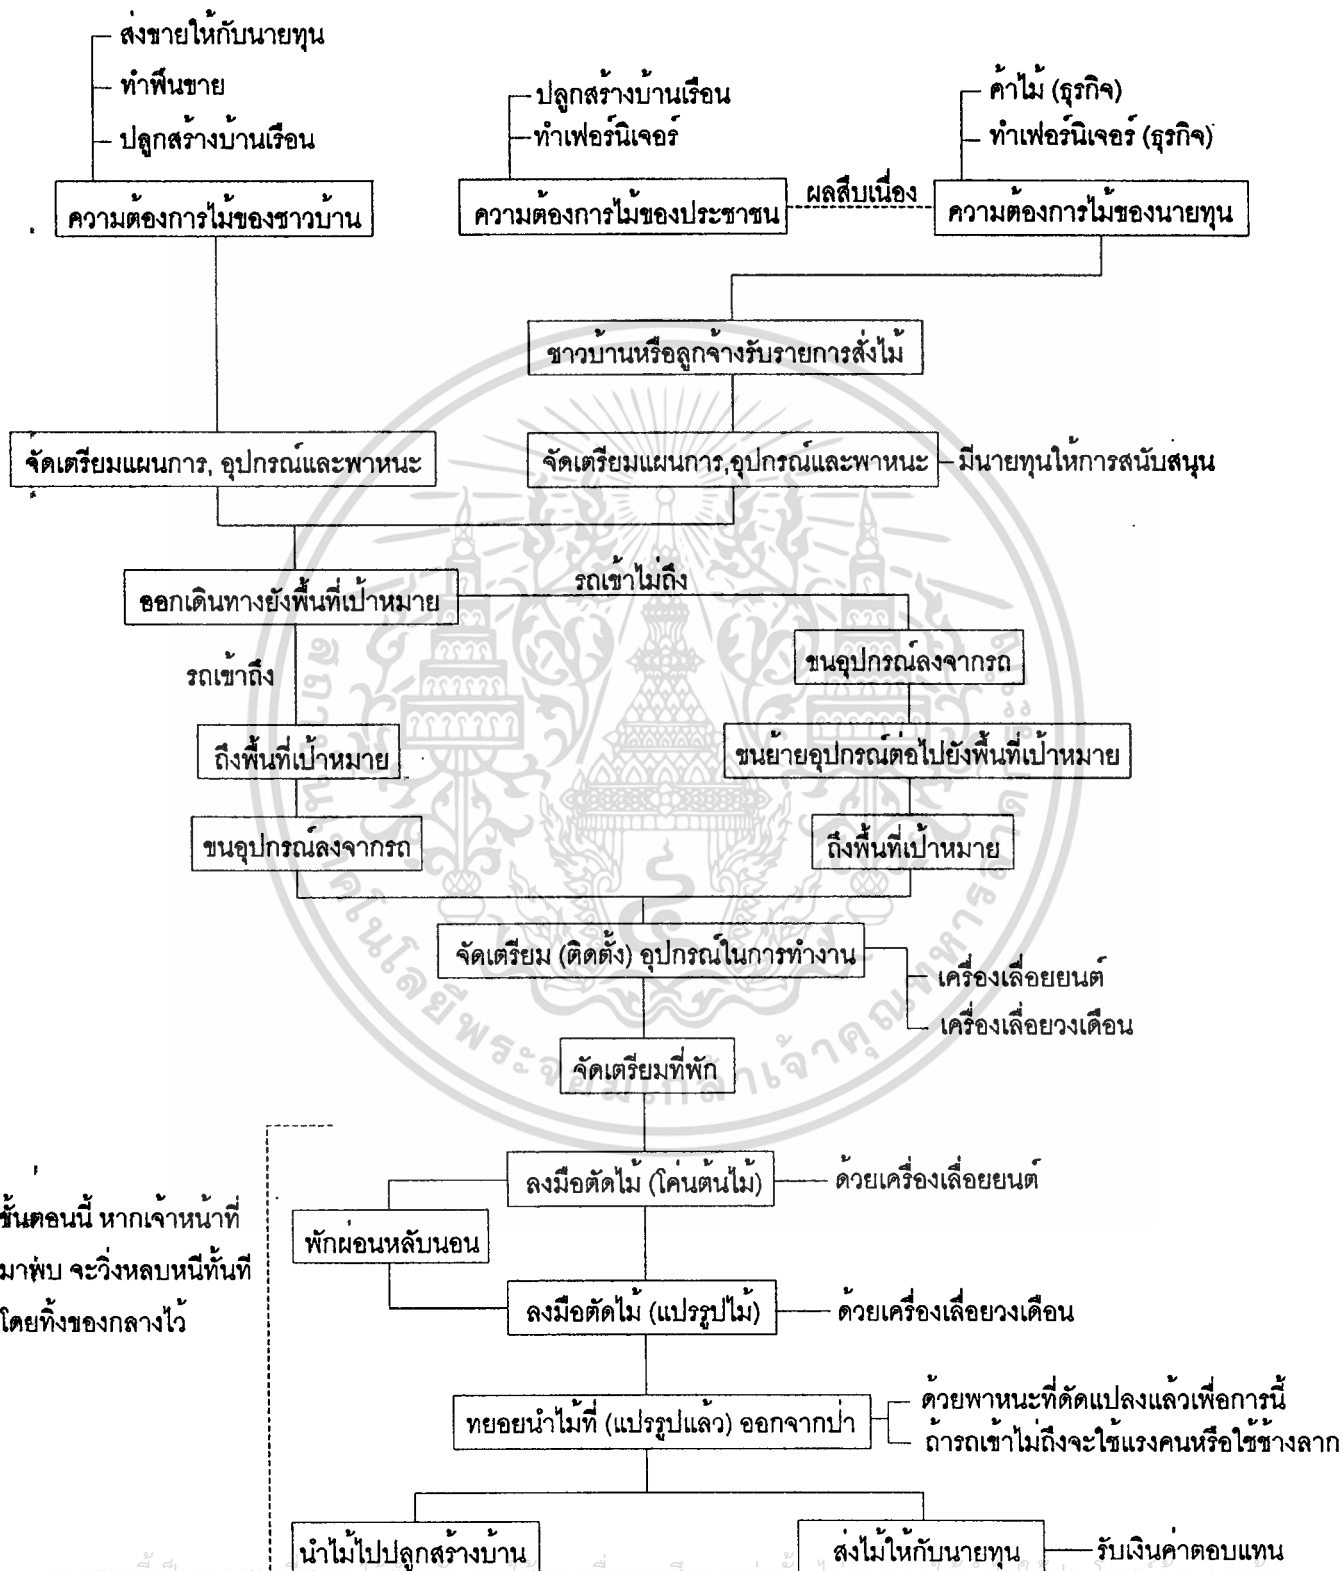 ส่งขายให้กับนายทุน
ทำฟืนขาย
ปลูกสร้างบ้านเรือน
ปลูกสร้างบ้านเรือน
ทำเฟอร์นิเจอร์
ค้าไม้ (ธุรกิจ)
ทำเฟอร์นิเจอร์ (ธุรกิจ)
ความต้องการไม้ของชาวบ้าน
ความต้องการไม้ของประชาชน
ผลสืบเนื่อง
ความต้องการไม้ของนายทุน
ชาวบ้านหรือลูกจ้างรับรายการสั่งไม้
จัดเตรียมแผนการ, อุปกรณ์และพาหนะ
จัดเตรียมแผนการ,อุปกรณ์และพาหนะ
มีนายทุนให้การสนับสนุน
ออกเดินทางยังพื้นที่เป้าหมาย
รถเข้าไม่ถึง
รถเข้าถึง
ขนอุปกรณ์ลงจากรถ
ถึงพื้นที่เป้าหมาย
ขนย้ายอุปกรณ์ต่อไปยังพื้นที่เป้าหมาย
ขนอุปกรณ์ลงจากรถ
ถึงพื้นที่เป้าหมาย
จัดเตรียม (ติดตั้ง) อุปกรณ์ในการทำงาน
เครื่องเลื่อยยนต์
เครื่องเลื่อยวงเดือน
จัดเตรียมที่พัก
ลงมือตัดไม้ (โค่นต้นไม้)
ด้วยเครื่องเลื่อยยนต์
ขั้นตอนนี้ หากเจ้าหน้าที่
มาพบ จะวิ่งหลบหนีทันที
โดยทิ้งของกลางไว้
พักผ่อนหลับนอน
ลงมือตัดไม้ (แปรรูปไม้)
ด้วยเครื่องเลื่อยวงเดือน
ทยอยนำไม้ที่ (แปรรูปแล้ว) ออกจากป่า
ด้วยพาหนะที่ดัดแปลงแล้วเพื่อการนี้
ถ้ารถเข้าไม่ถึงจะใช้แรงคนหรือใช้ช้างลาก
นำไม้ไปปลูกสร้างบ้าน
ส่งไม้ให้กับนายทุน
รับเงินค่าตอบแทน